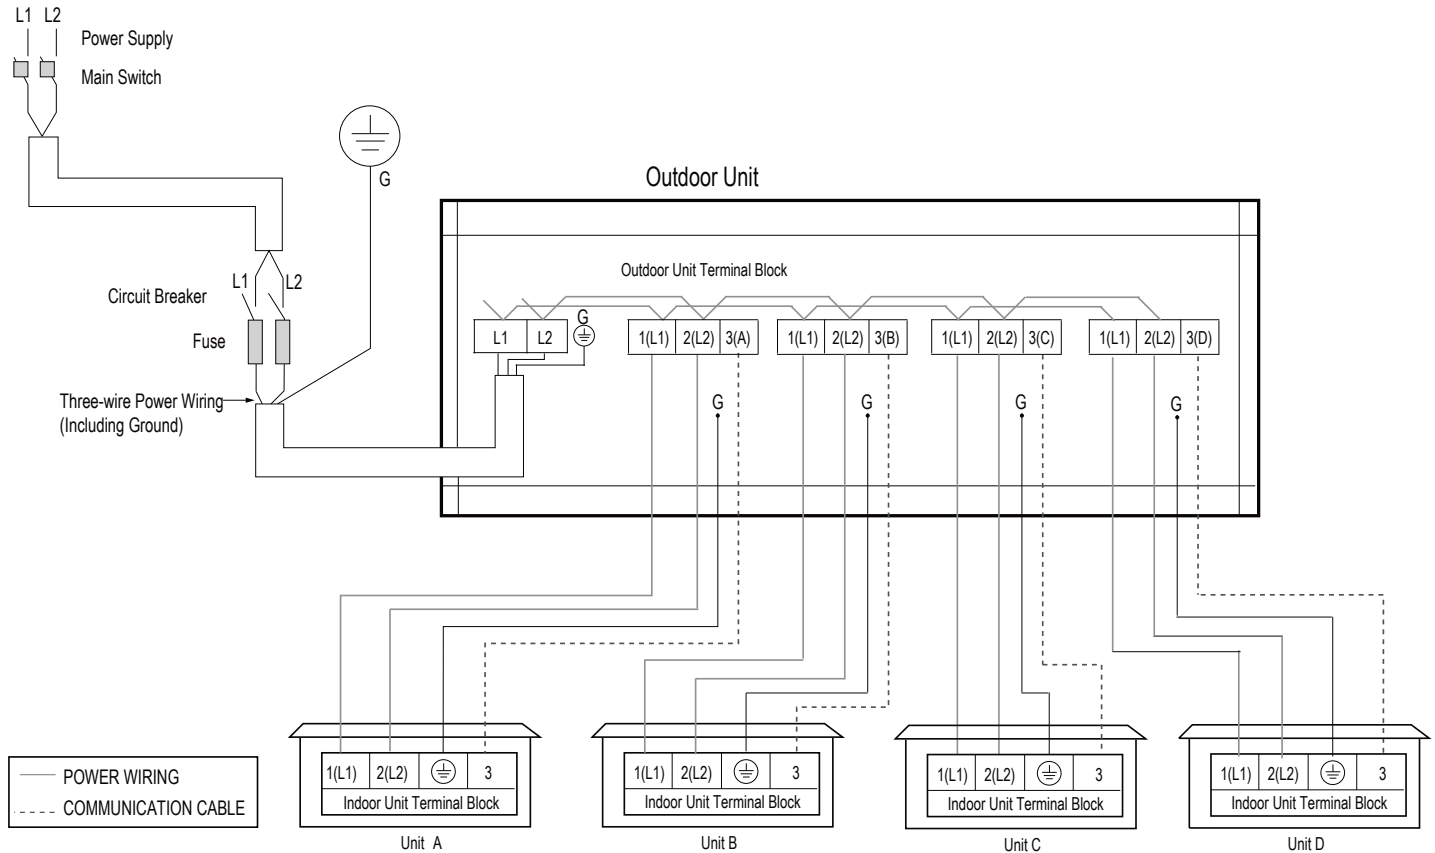 L1 L2
Power Supply
Main Switch
G
Outdoor Unit
Outdoor Unit Terminal Block
L1 L2
Circuit Breaker
Fuse
Three-wire Power Wiring
(Including Ground)
L1 L2 G
1(L1) 2(L2) 3(A)
1(L1) 2(L2) 3(B)
1(L1) 2(L2) 3(C)
1(L1) 2(L2) 3(D)
G G G G
1(L1) 2(L2) 3
Indoor Unit Terminal Block
Unit A
1(L1) 2(L2) 3
Indoor Unit Terminal Block
Unit B
1(L1) 2(L2) 3
Indoor Unit Terminal Block
Unit C
1(L1) 2(L2) 3
Indoor Unit Terminal Block
Unit D
POWER WIRING
COMMUNICATION CABLE